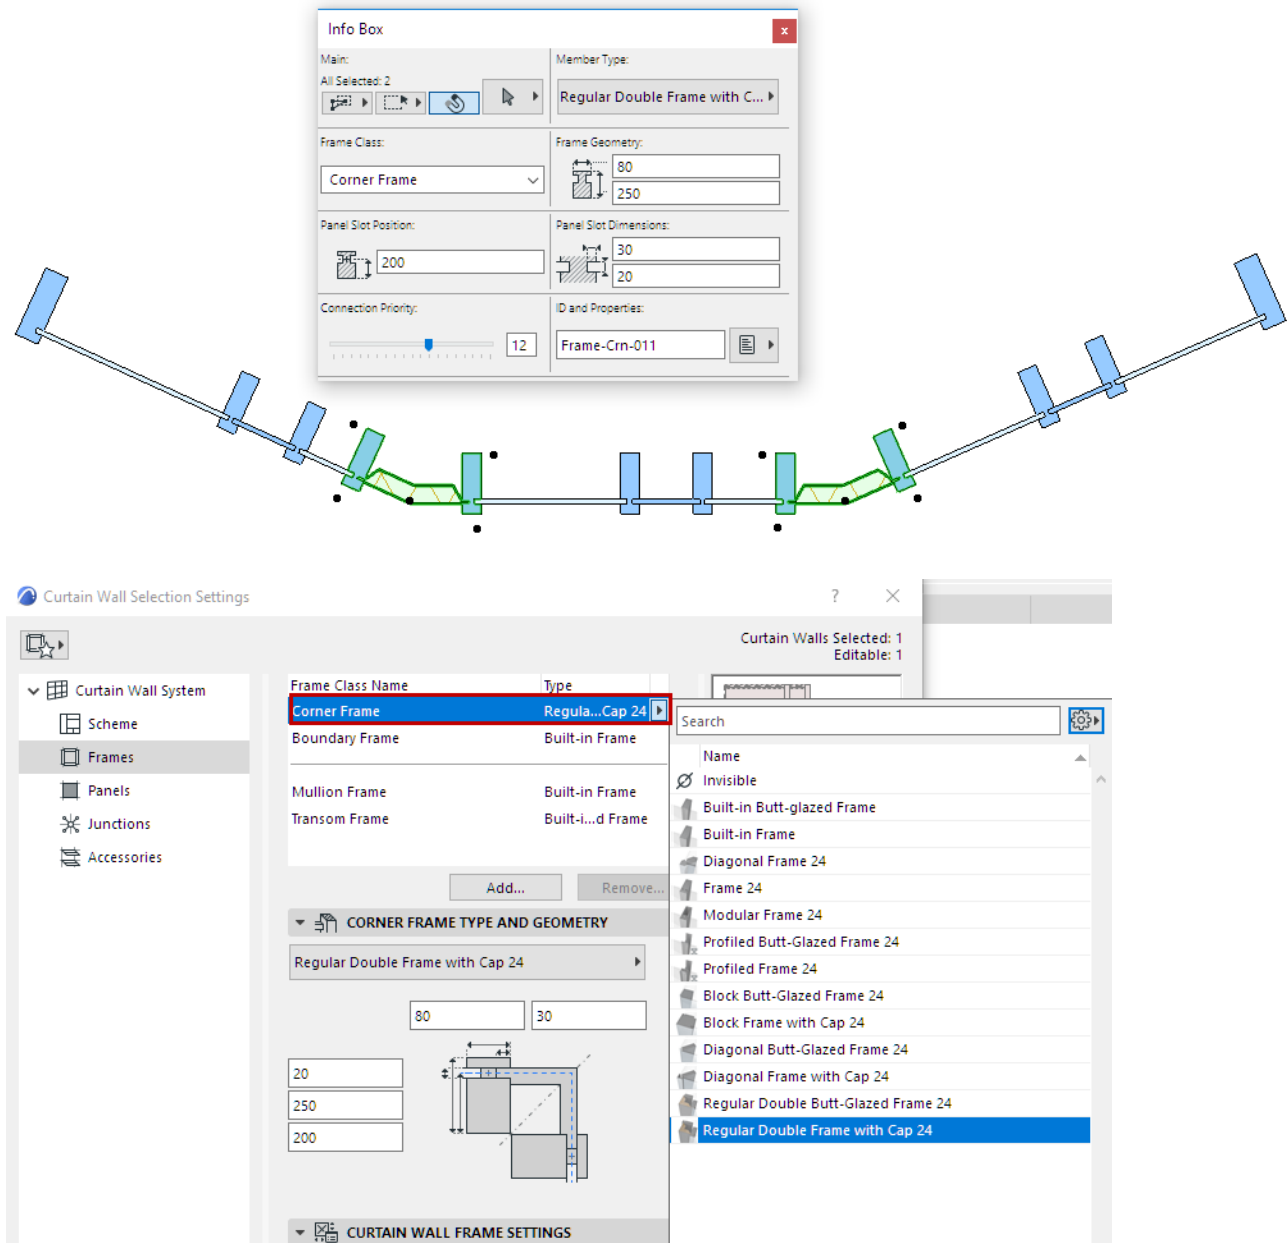 Info Box
x
Main:
Member Type:
All Selected: 2
Regular Double Frame with C...
Frame Class:
Frame Geometry:
Corner Frame
80
250
Panel Slot Position:
Panel Slot Dimensions:
200
30
20
Connection Priority:
ID and Properties:
12
Frame-Crn-011
Curtain Wall Selection Settings
?
Curtain Walls Selected: 1
Editable: 1
Curtain Wall System
Scheme
Frames
Panels
Junctions
Accessories
Frame Class Name Type
Corner Frame Regula...Cap 24
Boundary Frame Built-in Frame
Mullion Frame Built-in Frame
Transom Frame Built-i...d Frame
Add... Remove...
CORNER FRAME TYPE AND GEOMETRY
Regular Double Frame with Cap 24
80
30
20
250
200
CURTAIN WALL FRAME SETTINGS
Search
Name
Invisible
Built-in Butt-glazed Frame
Built-in Frame
Diagonal Frame 24
Frame 24
Modular Frame 24
Profiled Butt-Glazed Frame 24
Profiled Frame 24
Block Butt-Glazed Frame 24
Block Frame with Cap 24
Diagonal Butt-Glazed Frame 24
Diagonal Frame with Cap 24
Regular Double Butt-Glazed Frame 24
Regular Double Frame with Cap 24